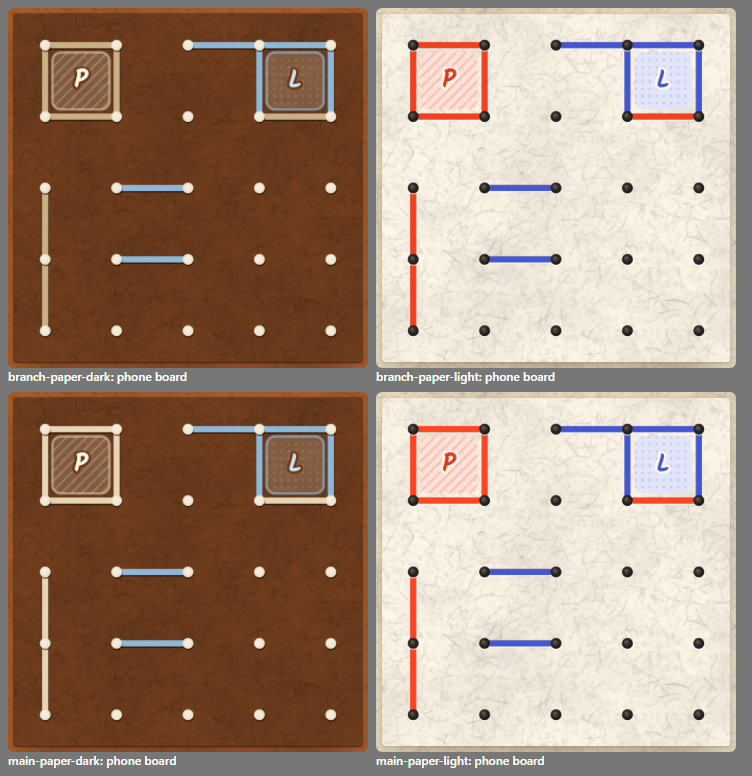 P L
P L
branch-paper-dark: phone board
branch-paper-light: phone board
P L
P L
main-paper-dark: phone board
main-paper-light: phone board